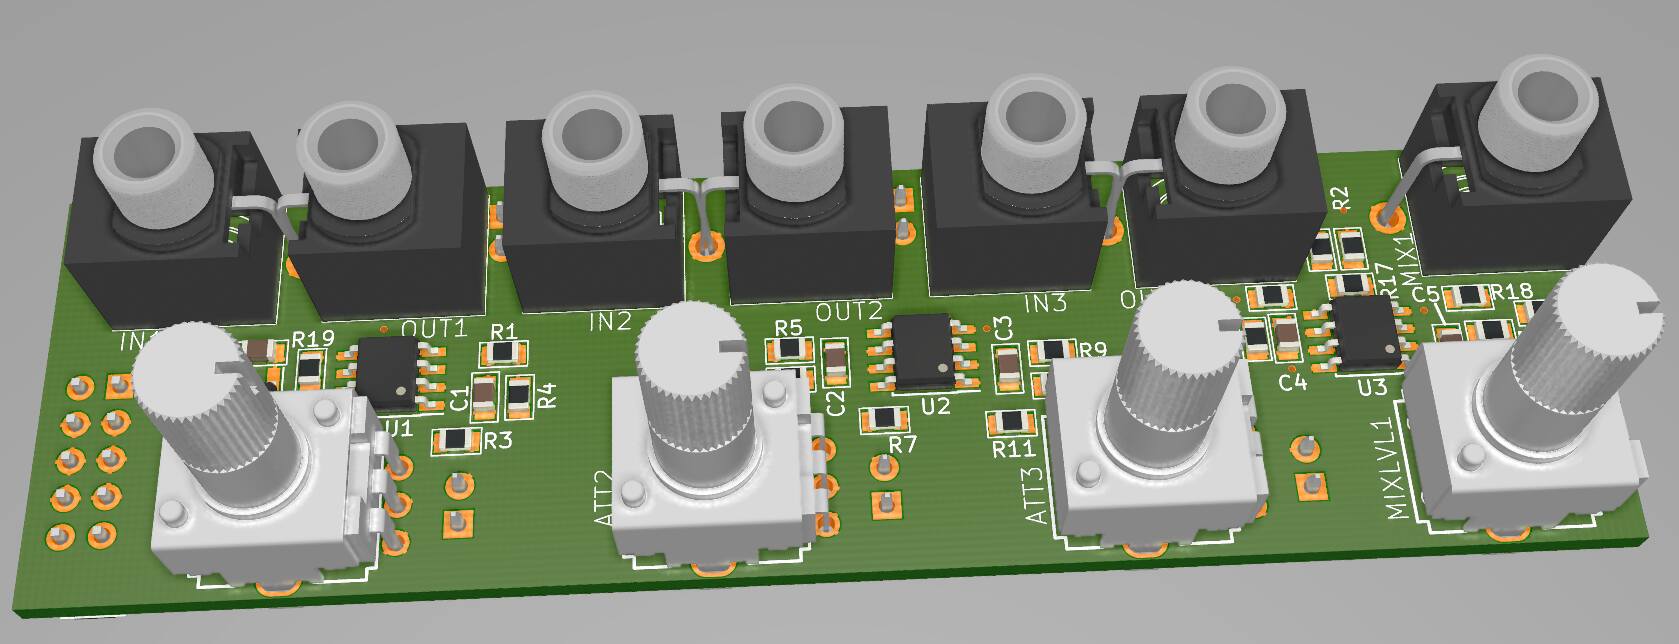 R2
MIX1
R17
C5
R18
IN3
OUT2
IN2
OUT1
R19
R1
R5
C3
R9
C4
U3
C1
R4
C2
U2
U1
R3
R7
R11
ATT2
ATT3
MIXLVL1